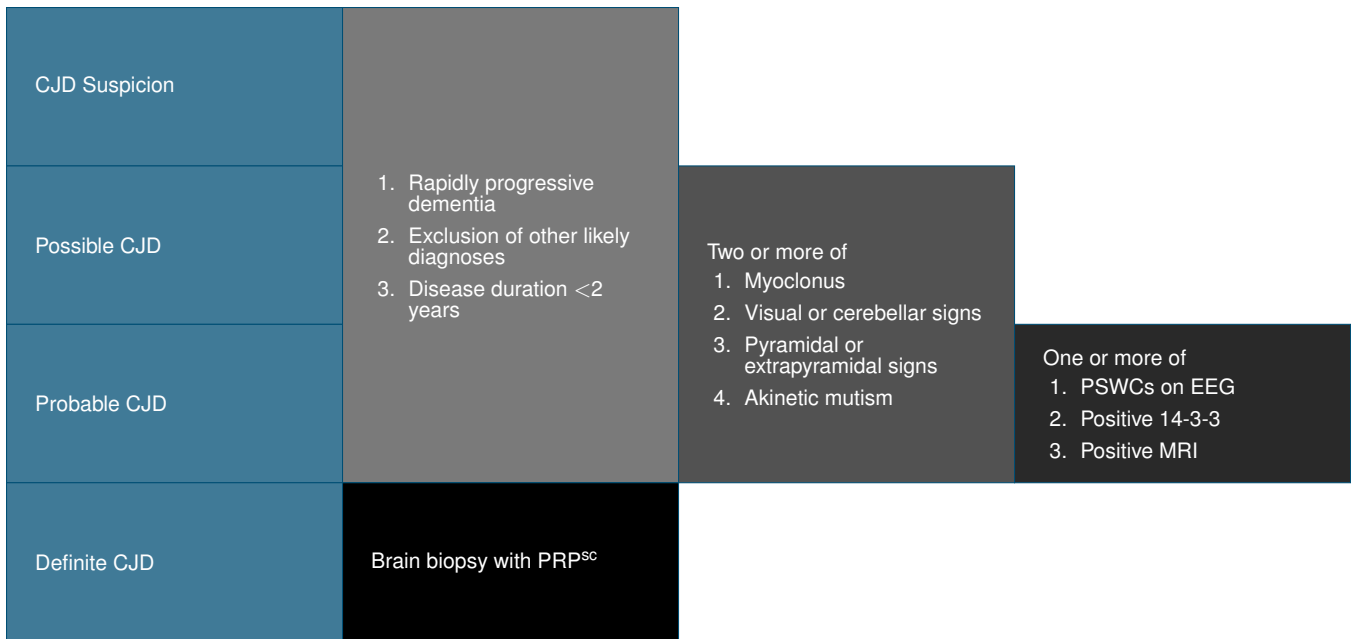 CJD Suspicion
Possible CJD
Probable CJD
Definite CJD
1. Rapidly progressive
dementia
2. Exclusion of other likely
diagnoses
3. Disease duration <2
years
Two or more of
1. Myoclonus
2. Visual or cerebellar signs
3. Pyramidal or
extrapyramidal signs
4. Akinetic mutism
One or more of
1. PSWCs on EEG
2. Positive 14-3-3
3. Positive MRI
Brain biopsy with PRPˢᶜ